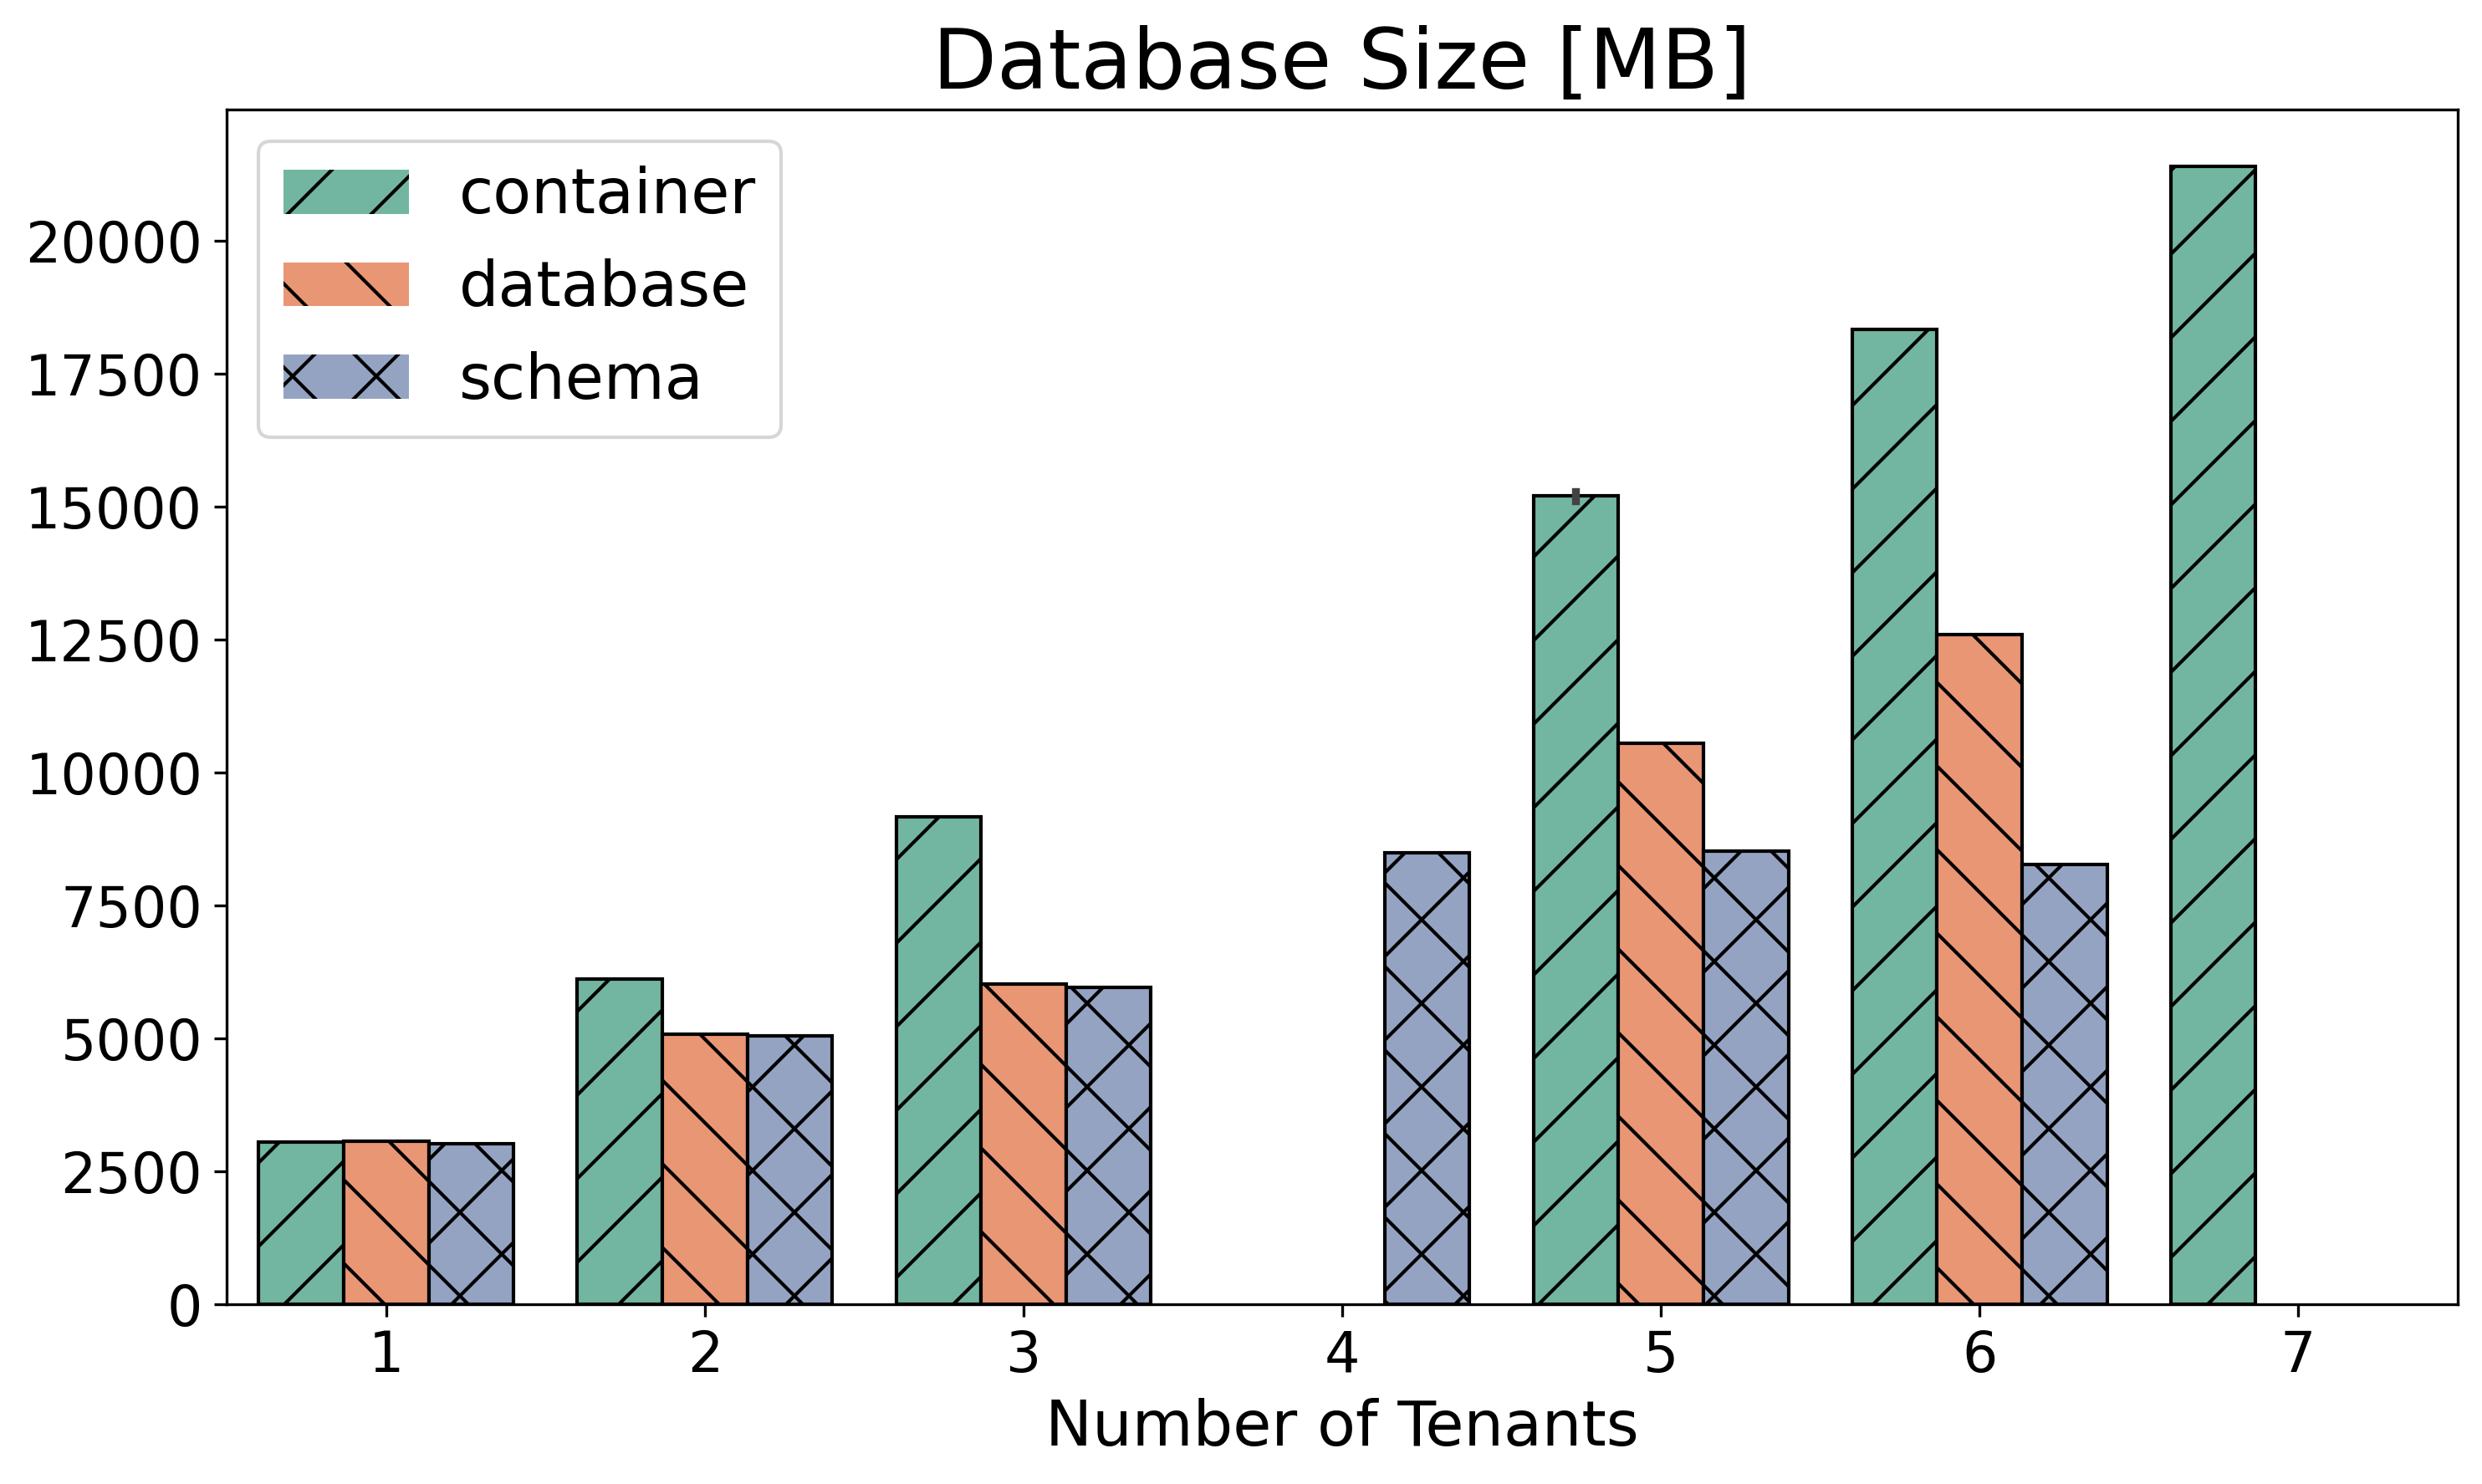 Database Size [MB]
container
database
schema
20000
17500
15000
12500
10000
7500
5000
2500
0
1 2 3 4 5 6 7
Number of Tenants